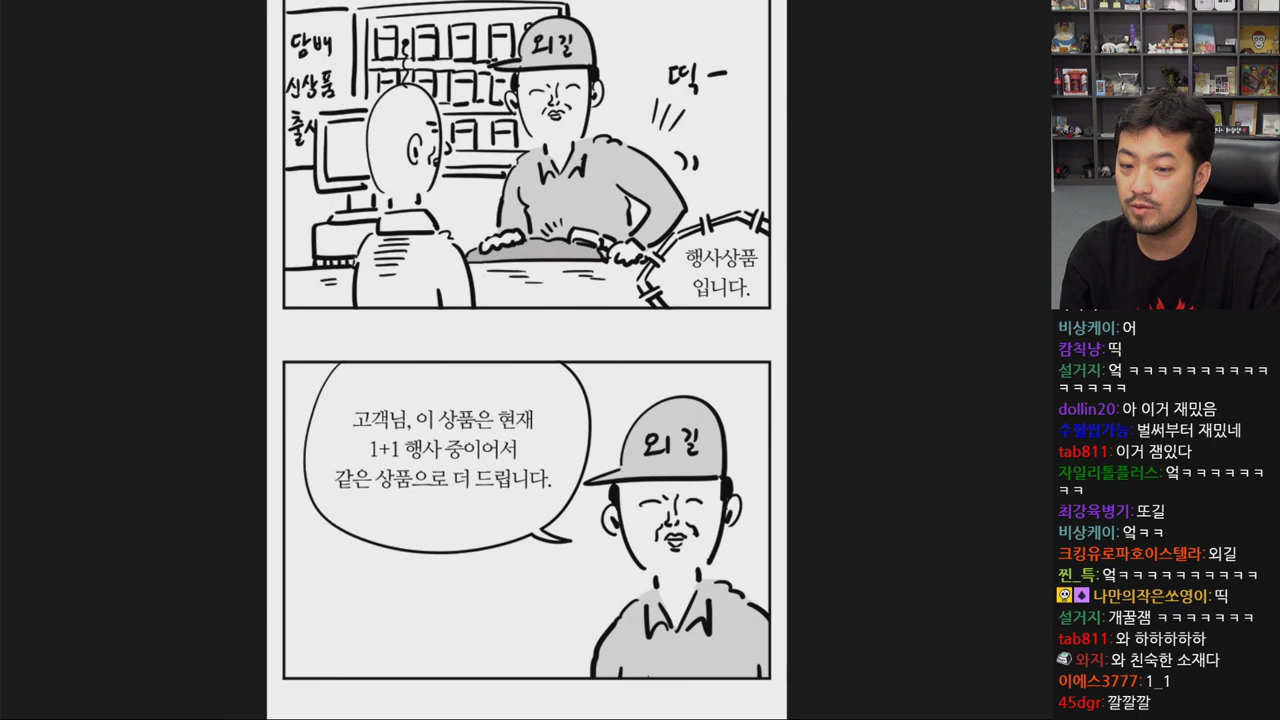 담배
신상품
출시
외길
띡-
행사상품
입니다.
고객님, 이 상품은 현재
1+1 행사 중이어서
같은 상품으로 더 드립니다.
외길
비상케이: 어
캄칙냥: 띡
설거지: 엌 ㅋㅋㅋㅋㅋㅋㅋㅋㅋㅋ
ㅋㅋㅋㅋㅋ
dollin20: 아 이거 재밌음
수혈쌉가능: 벌써부터 재밌네
tab811: 이거 잼있다
자일리톨플러스: 엌ㅋㅋㅋㅋㅋㅋ
ㅋㅋ
최강육병기: 또길
비상케이: 엌ㅋㅋ
크킹유로파호이스텔라: 외길
찐_특: 엌ㅋㅋㅋㅋㅋㅋㅋㅋㅋㅋ
나만의작은쏘영이: 띡
설거지: 개꿀잼 ㅋㅋㅋㅋㅋㅋㅋ
tab811: 와 하하하하하
와지: 와 친숙한 소재다
이에스3777: 1_1
45dgr: 깔깔깔